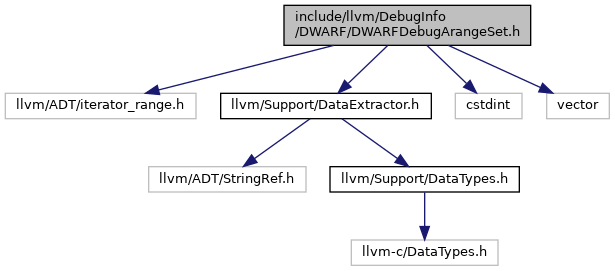 include/llvm/DebugInfo
/DWARF/DWARFDebugArangeSet.h
llvm/ADT/iterator_range.h
llvm/Support/DataExtractor.h
cstdint
vector
llvm/ADT/StringRef.h
llvm/Support/DataTypes.h
llvm-c/DataTypes.h